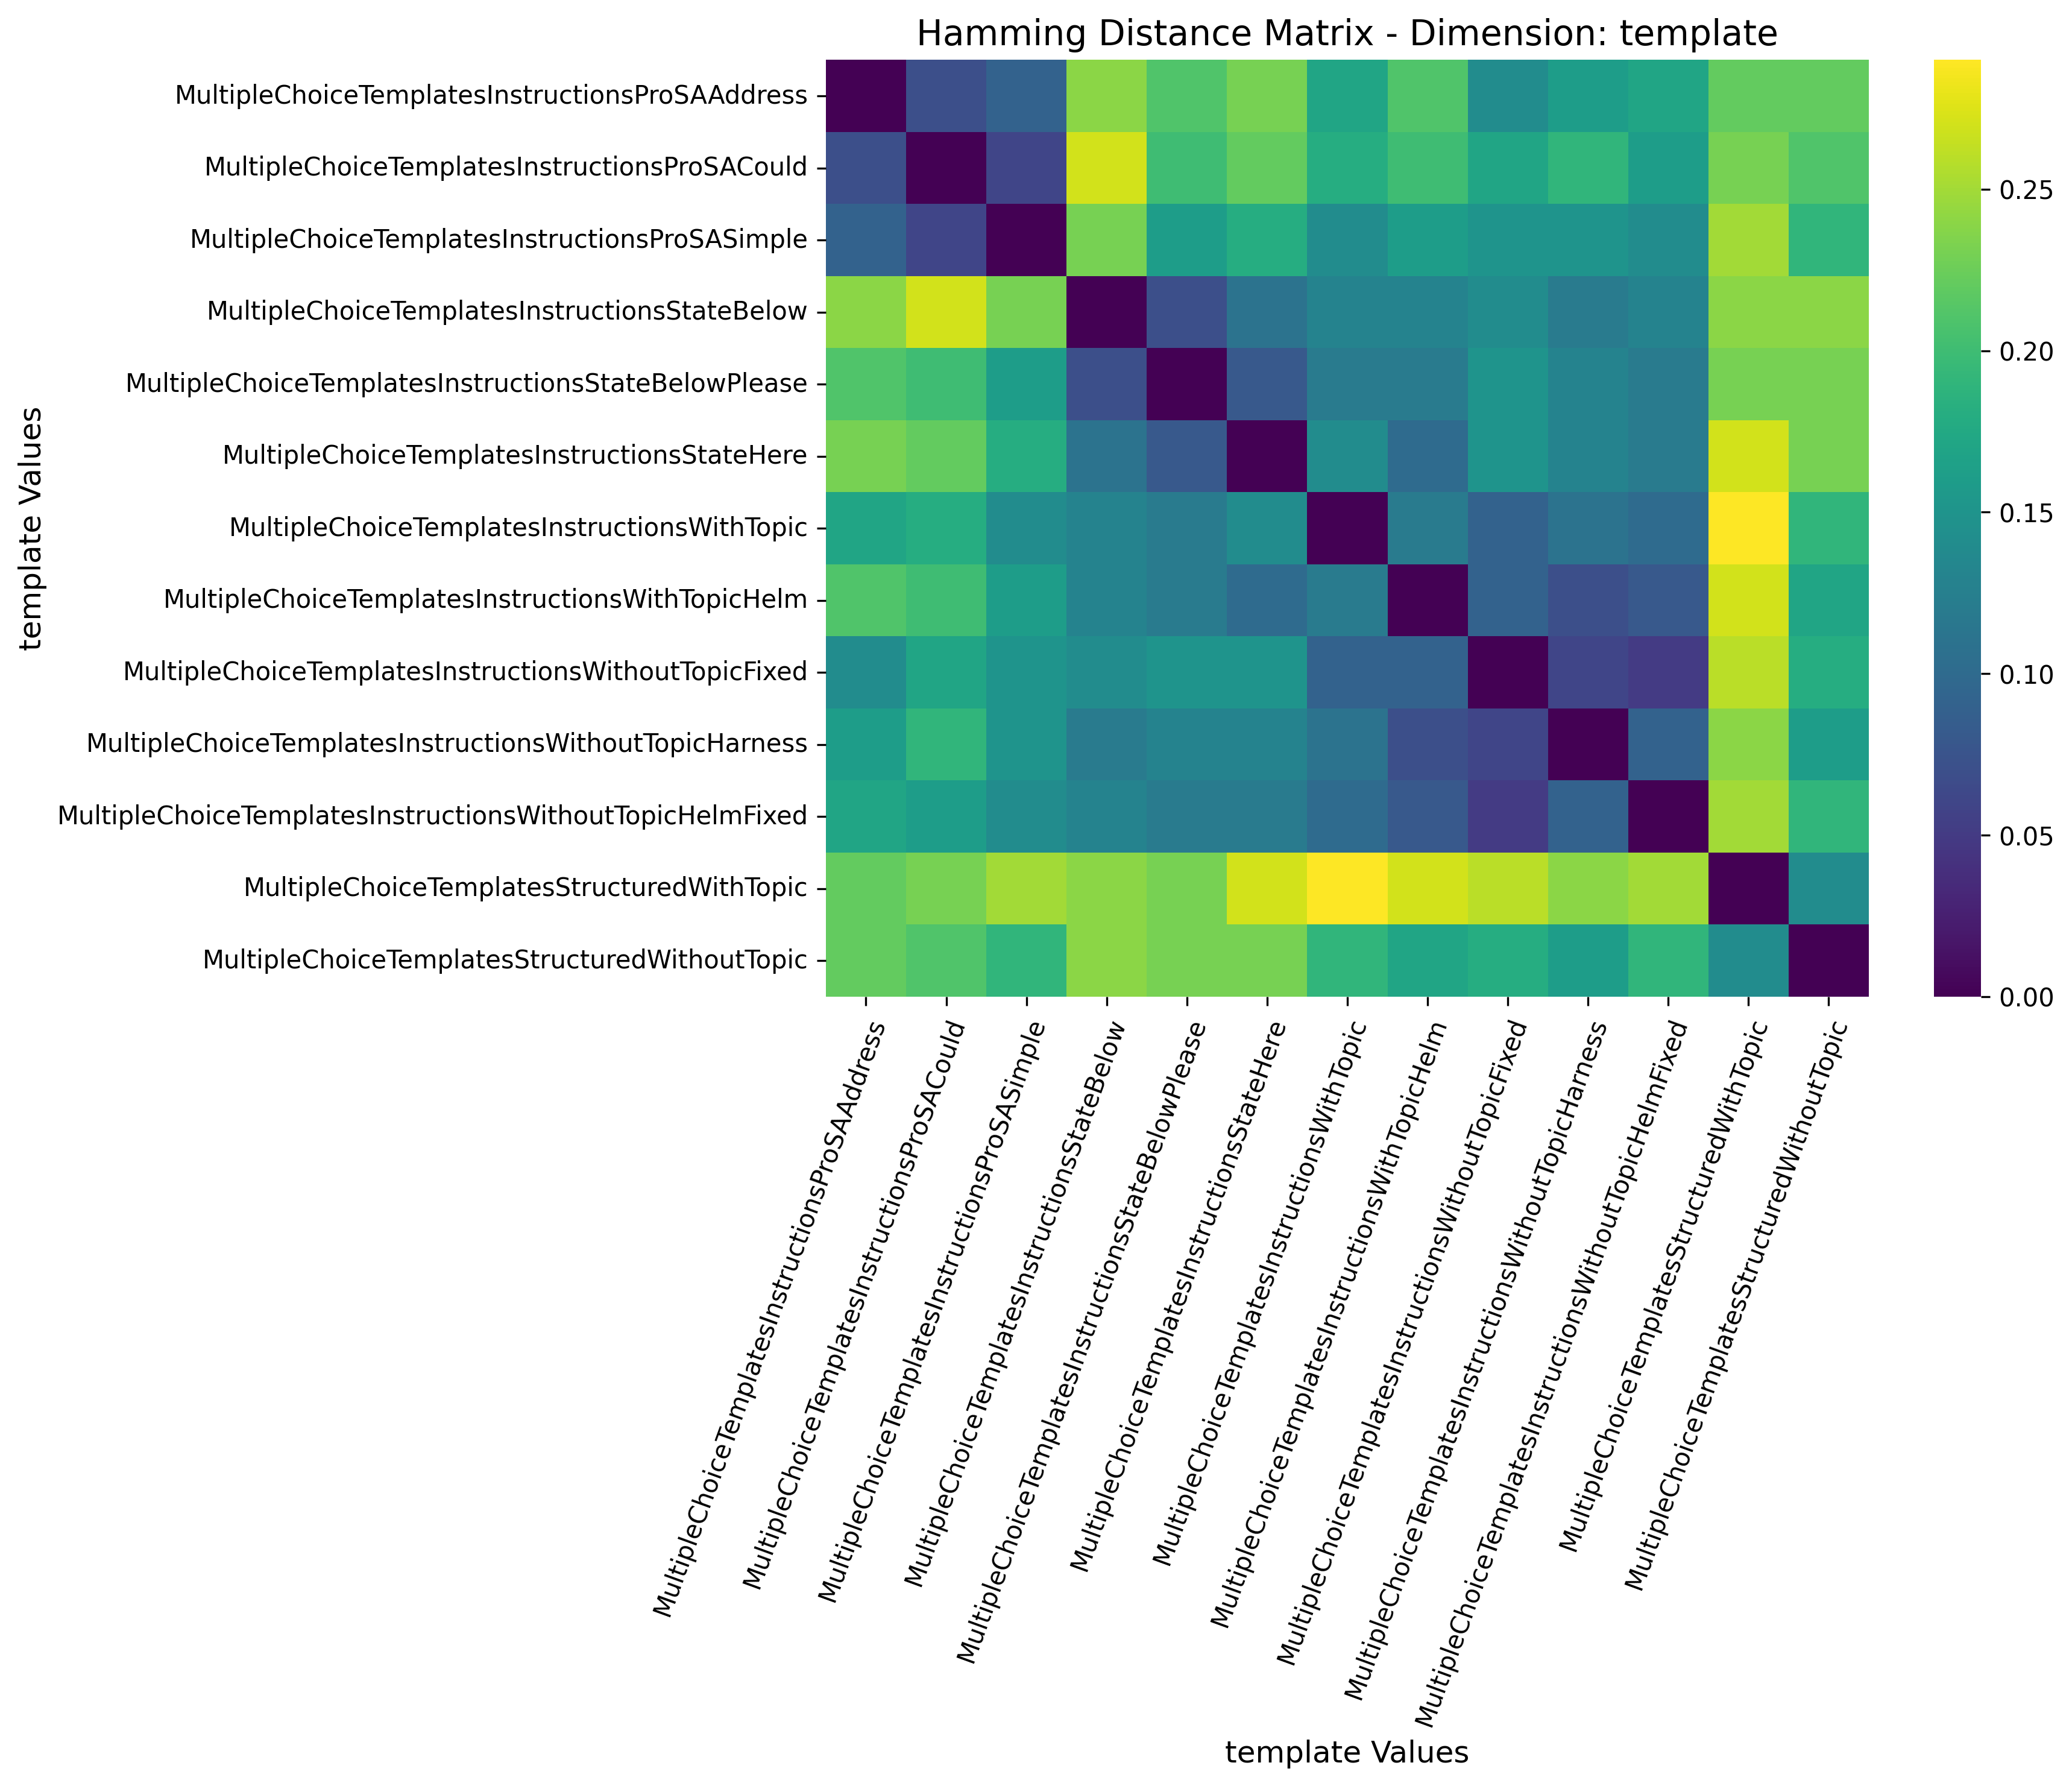 Hamming Distance Matrix - Dimension: template
template Values
MultipleChoiceTemplatesInstructionsProSAAddress
MultipleChoiceTemplatesInstructionsProSACould
MultipleChoiceTemplatesInstructionsProSASimple
MultipleChoiceTemplatesInstructionsStateBelow
MultipleChoiceTemplatesInstructionsStateBelowPlease
MultipleChoiceTemplatesInstructionsStateHere
MultipleChoiceTemplatesInstructionsWithTopic
MultipleChoiceTemplatesInstructionsWithTopicHelm
MultipleChoiceTemplatesInstructionsWithoutTopicFixed
MultipleChoiceTemplatesInstructionsWithoutTopicHarness
MultipleChoiceTemplatesInstructionsWithoutTopicHelmFixed
MultipleChoiceTemplatesStructuredWithTopic
MultipleChoiceTemplatesStructuredWithoutTopic
0.25
0.20
0.15
0.10
0.05
0.00
MultipleChoiceTemplatesInstructionsProSAAddress
MultipleChoiceTemplatesInstructionsProSACould
MultipleChoiceTemplatesInstructionsProSASimple
MultipleChoiceTemplatesInstructionsStateBelow
MultipleChoiceTemplatesInstructionsStateBelowPlease
MultipleChoiceTemplatesInstructionsStateHere
MultipleChoiceTemplatesInstructionsWithTopic
MultipleChoiceTemplatesInstructionsWithTopicHelm
MultipleChoiceTemplatesInstructionsWithoutTopicFixed
MultipleChoiceTemplatesInstructionsWithoutTopicHarness
MultipleChoiceTemplatesInstructionsWithoutTopicHelmFixed
MultipleChoiceTemplatesStructuredWithTopic
MultipleChoiceTemplatesStructuredWithoutTopic
template Values